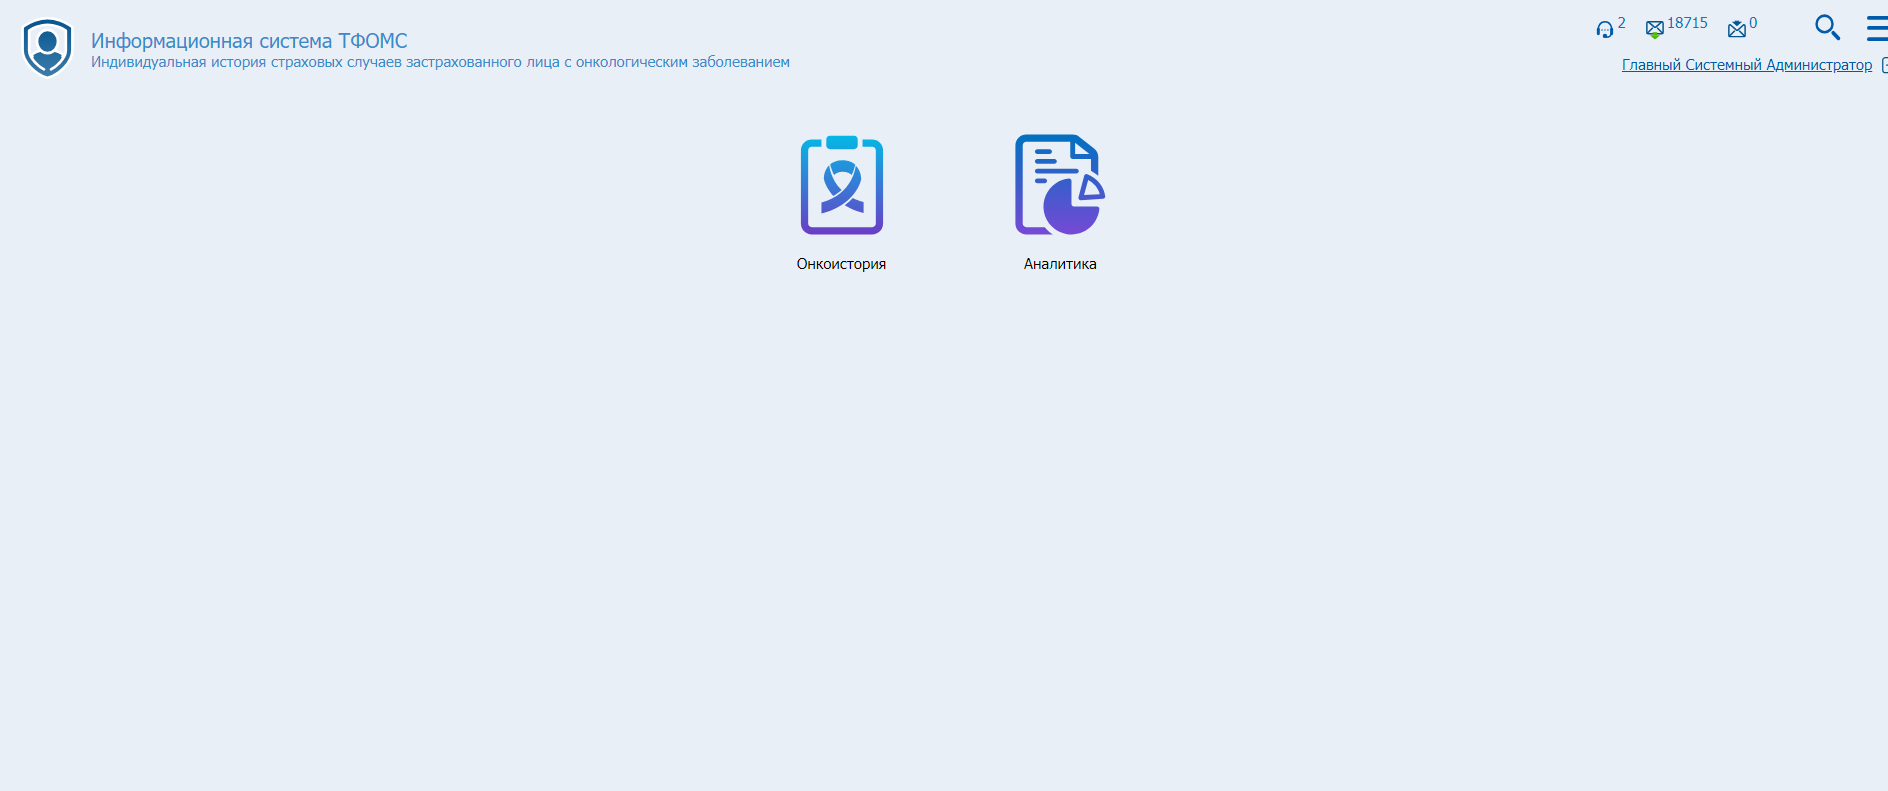 Информационная система ТФОМС
Индивидуальная история страховых случаев застрахованного лица с онкологическим заболеванием
2 18715 0
Главный Системный Администратор
Онкоистория Аналитика